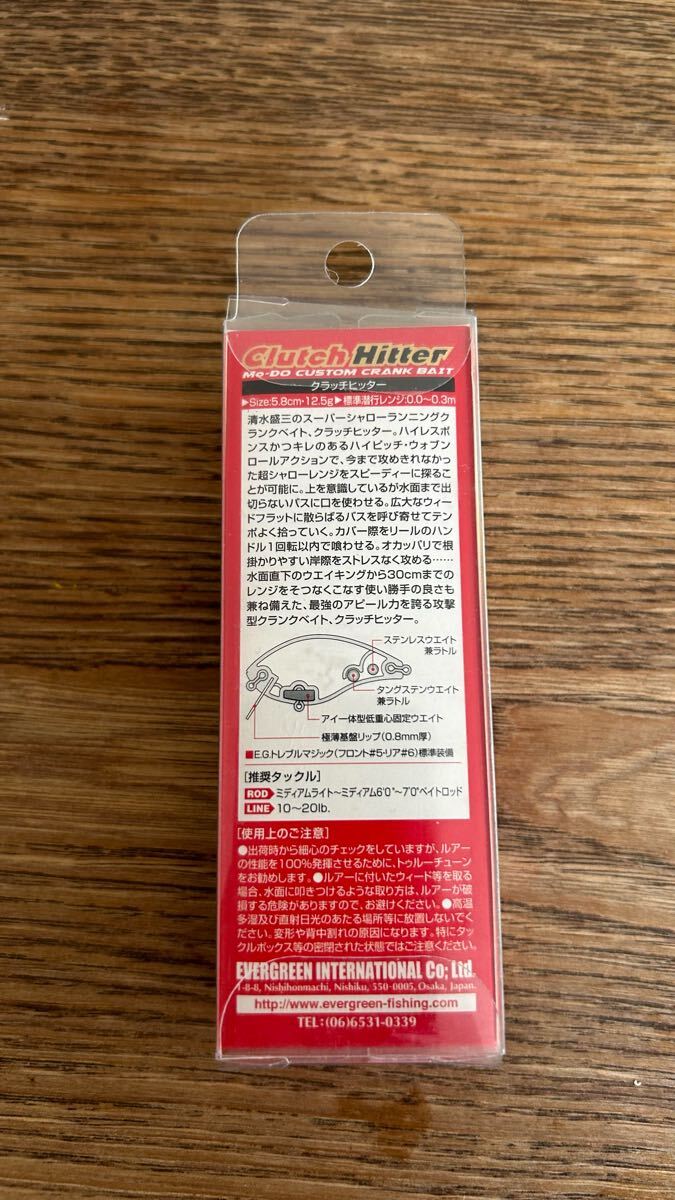 Clutch Hitter
Mo-DO CUSTOM CRANK BAIT
クラッチヒッター
▶Size:5.8cm・12.5g▶標準潜行レンジ:0.0〜0.3m
清水盛三のスーパーシャローランニングク
ランクベイト、クラッチヒッター。ハイレスポ
ンスかつキレのあるハイピッチ・ウォブン
ロールアクションで、今まで攻めきれなかっ
た超シャローレンジをスピーディーに探るこ
とが可能に。上を意識しているが水面まで出
切らないバスに口を使わせる。広大なウィー
ドフラットに散らばるバスを呼び寄せてテン
ポよく拾っていく。カバー際をリールのハン
ドル1回転以内で喰わせる。オカッパリで根
掛かりやすい岸際をストレスなく攻める……
水面直下のウエイキングから30cmまでの
レンジをそつなくこなす使い勝手の良さも
兼ね備えた、最強のアピール力を誇る攻撃
型クランクベイト、クラッチヒッター。
ステンレスウエイト
兼ラトル
タングステンウエイト
兼ラトル
アイ一体型低重心固定ウエイト
極薄基盤リップ(0.8mm厚)
■E.G.トレブルマジック(フロント#5・リア#6)標準装備
[推奨タックル]
ROD ミディアムライト〜ミディアム6'0"〜7'0"ベイトロッド
LINE 10〜20lb.
[使用上のご注意]
●出荷時から細心のチェックをしていますが、ルアー
の性能を100%発揮させるために、トゥルーチューン
をお勧めします。●ルアーに付いたウィード等を取る
場合、水面に叩きつけるような取り方は、ルアーが破
損する危険がありますので、お避けください。●高温
多湿及び直射日光のあたる場所等に放置しないでく
ださい。変形や背中割れの原因になります。特にタッ
クルボックス等の密閉された状態ではご注意ください。
EVERGREEN INTERNATIONAL Co; Ltd.
1-8-8, Nishihonmachi, Nishiku, 550-0005, Osaka, Japan.
http://www.evergreen-fishing.com
TEL:(06)6531-0339